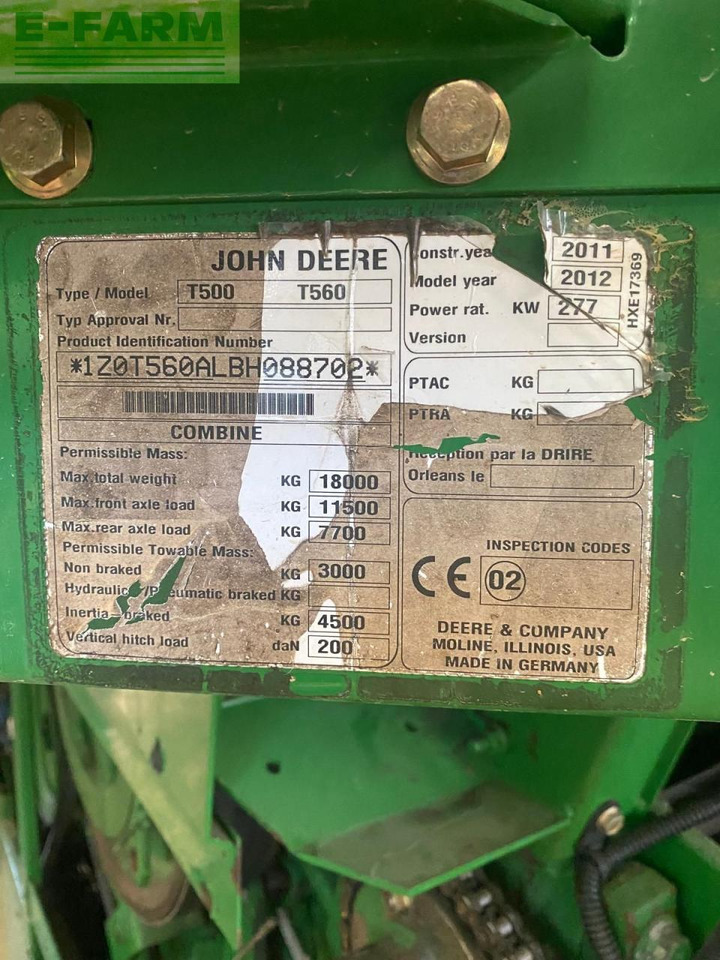 E-FARM
JOHN DEERE
Type / Model T500 T560
Typ Approval Nr.
Product Identification Number
*1Z0T560ALBH088702*
COMBINE
Permissible Mass:
Max.total weight KG 18000
Max.front axle load KG 11500
Max.rear axle load KG 7700
Permissible Towable Mass:
Non braked KG 3000
braked KG
KG 4500
Vertical hitch load daN 200
2011
Model year 2012
Power rat. KW 277
Version
HXE17369
PTAC KG
PTRA KG
par la DRIRE
Orleans le
INSPECTION CODES
CE 02
DEERE & COMPANY
MOLINE, ILLINOIS, USA
MADE IN GERMANY